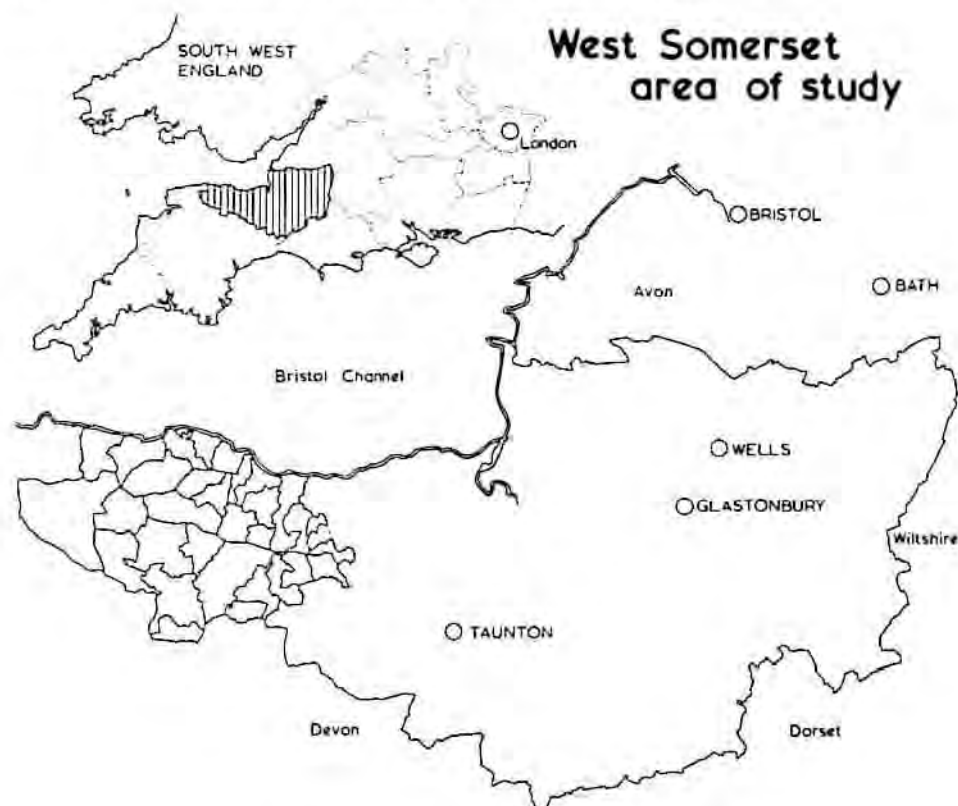 West Somerset
area of study
SOUTH WEST
ENGLAND
London
BRISTOL
Avon
BATH
Bristol Channel
WELLS
GLASTONBURY
Wiltshire
TAUNTON
Devon
Dorset